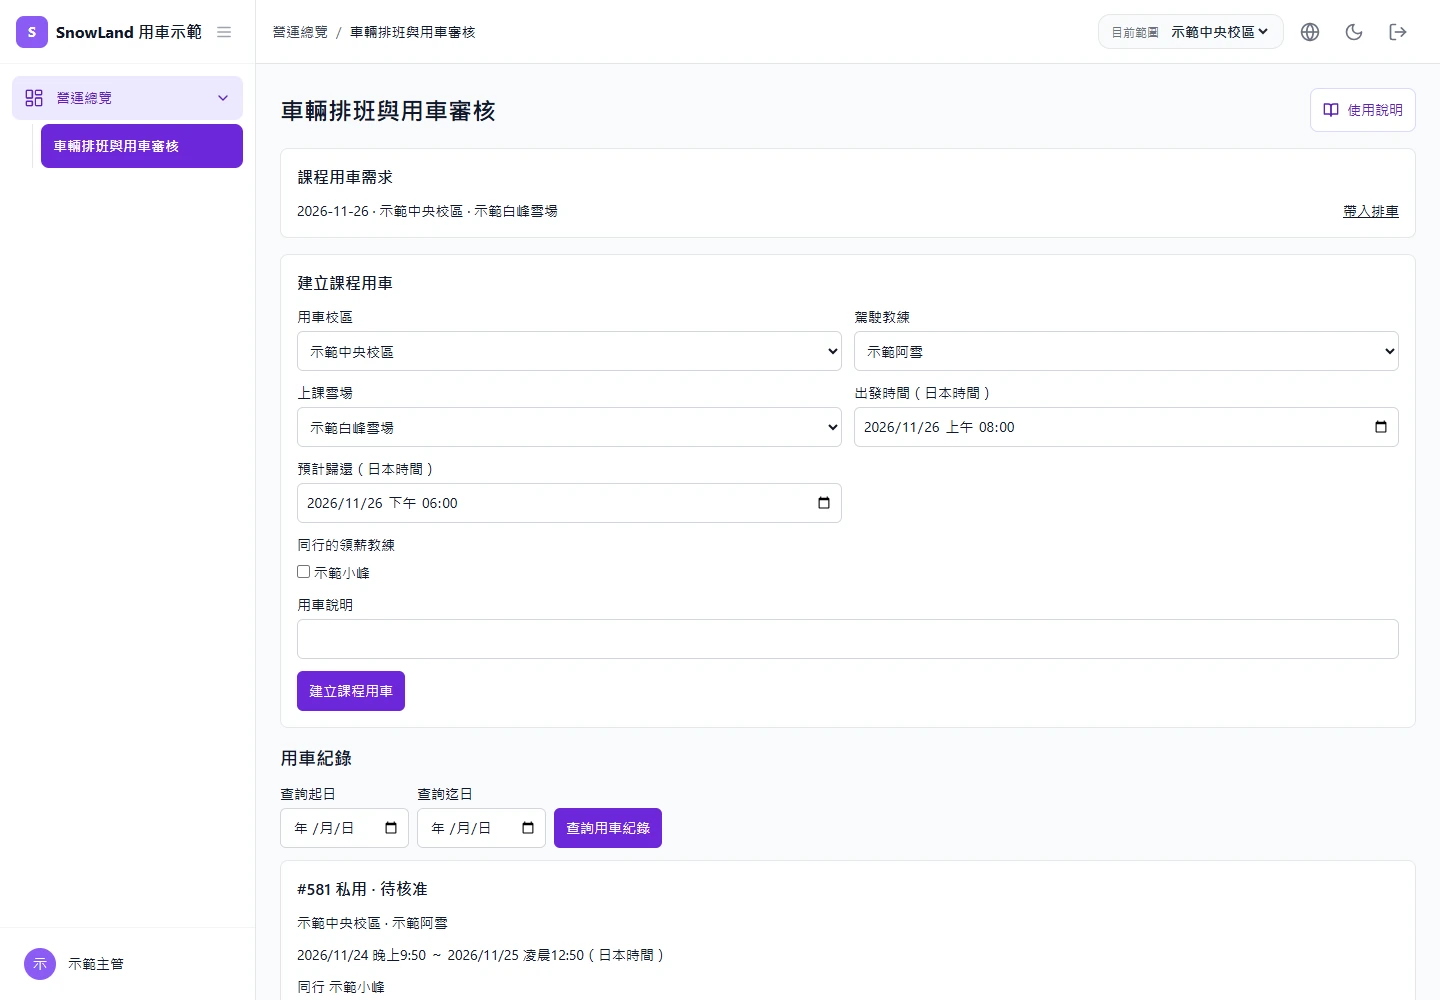 S SnowLand 用車示範
營運總覽 / 車輛排班與用車審核
目前範圍 示範中央校區
營運總覽
車輛排班與用車審核
車輛排班與用車審核
使用說明
課程用車需求
2026-11-26 · 示範中央校區 · 示範白峰雪場
帶入排車
建立課程用車
用車校區
駕駛教練
示範中央校區
示範阿雪
上課雪場
出發時間（日本時間）
示範白峰雪場
2026/11/26 上午 08:00
預計歸還（日本時間）
2026/11/26 下午 06:00
同行的領薪教練
示範小峰
用車說明
建立課程用車
用車紀錄
查詢起日
查詢迄日
年 /月/日
年 /月/日
查詢用車紀錄
#581 私用 · 待核准
示範中央校區 · 示範阿雪
2026/11/24 晚上9:50 ～ 2026/11/25 凌晨12:50（日本時間）
同行 示範小峰
示 示範主管